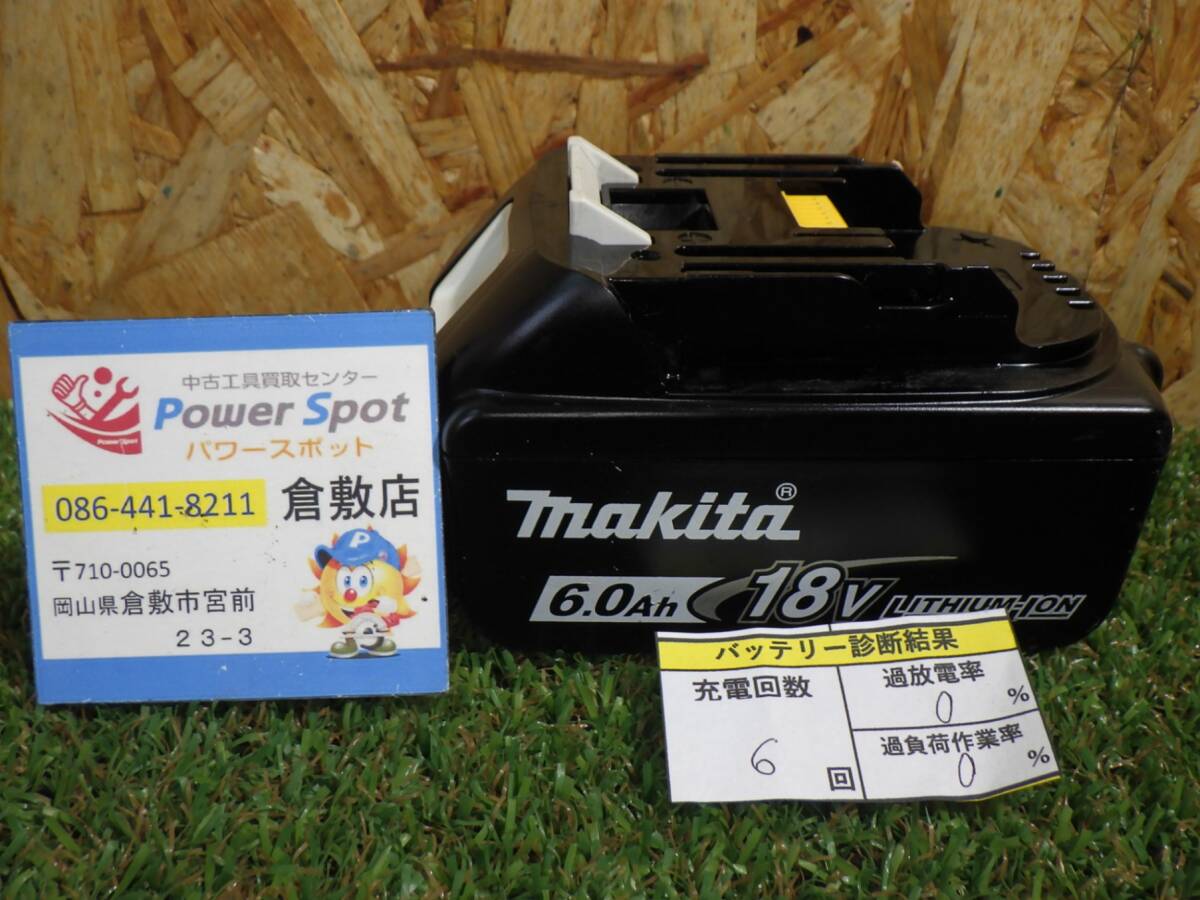 中古工具買取センター
Power Spot
PowerSpot
パワースポット
086-441-8211 倉敷店
〒710-0065
岡山県倉敷市宮前
23-3
P
makita®
6.0Ah 18V LITHIUM-ION
バッテリー診断結果
充電回数
6 回
過放電率
0 %
過負荷作業率
0 %